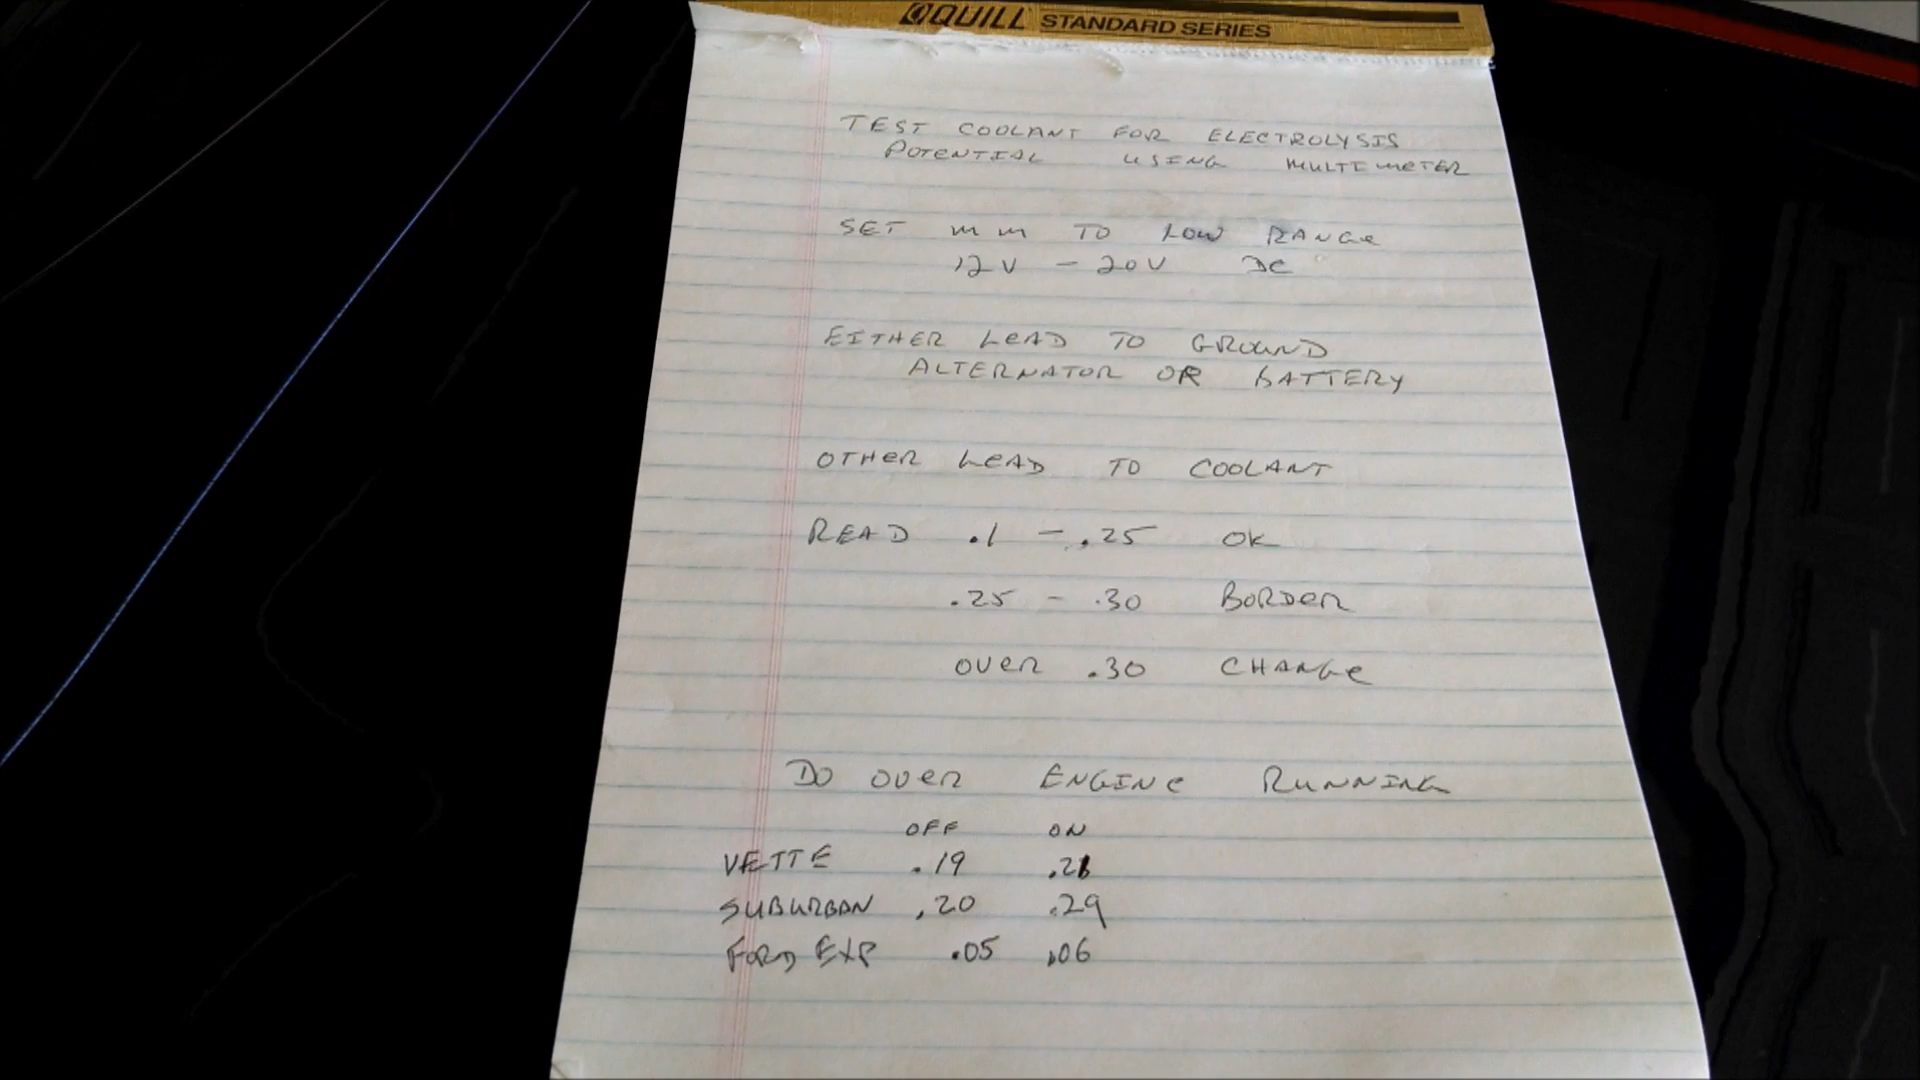 QUILL STANDARD SERIES
TEST COOLANT FOR ELECTROLYSIS
POTENTIAL USING MULTIMETER
SET MM TO LOW RANGE
12V - 20V DC
EITHER LEAD TO GROUND
ALTERNATOR OR BATTERY
OTHER LEAD TO COOLANT
READ .1 - .25 OK
.25 - .30 BORDER
OVER .30 CHANGE
DO OVER ENGINE RUNNING
OFF ON
VETTE .19 .21
SUBURBAN .20 .29
FORD EXP .05 .06